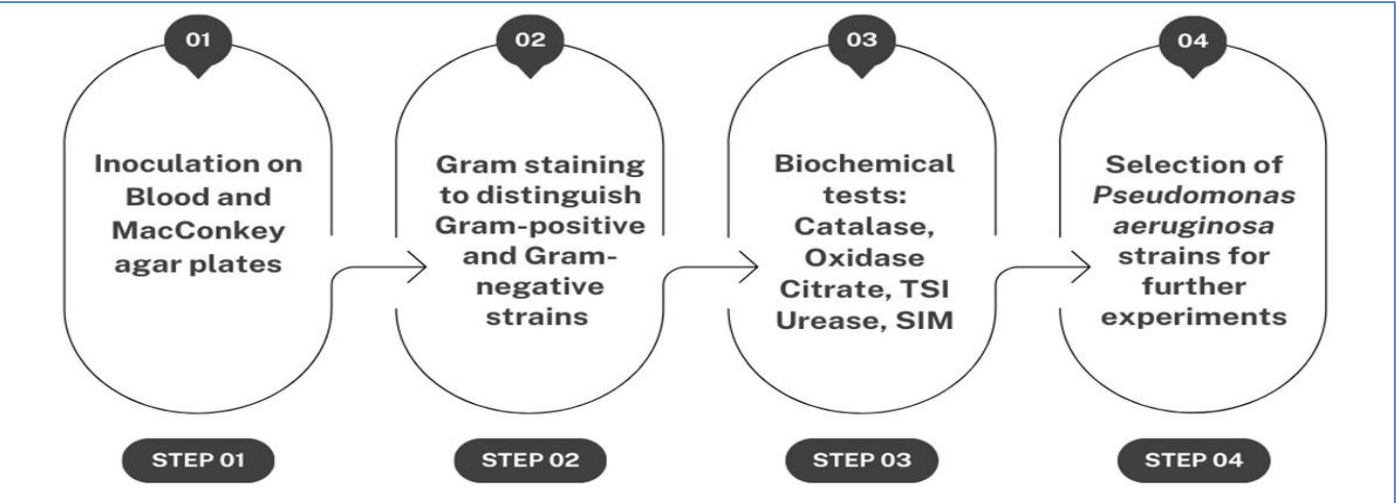 01
Inoculation on
Blood and
MacConkey
agar plates
STEP 01
02
Gram staining
to distinguish
Gram-positive
and Gram-
negative
strains
STEP 02
03
Biochemical
tests:
Catalase,
Oxidase
Citrate, TSI
Urease, SIM
STEP 03
04
Selection of
Pseudomonas
aeruginosa
strains for
further
experiments
STEP 04